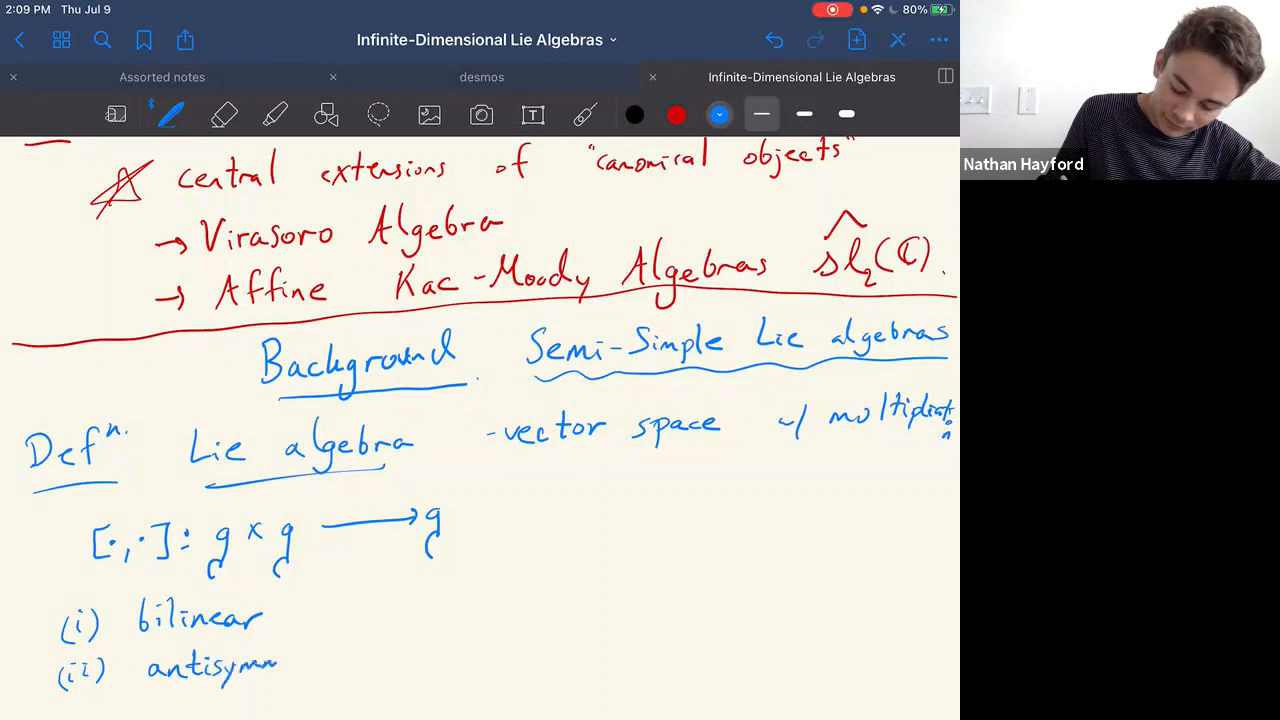 2:09 PM Thu Jul 9
80%
Infinite-Dimensional Lie Algebras
Assorted notes
desmos
Infinite-Dimensional Lie Algebras
T
Nathan Hayford
central extensions of "canonical objects"
→ Virasoro Algebra
→ Affine Kac-Moody Algebras ŝl₂(ℂ).
Background. Semi-Simple Lie algebras
Defⁿ. Lie algebra - vector space w/ multiplication
[·,·]: g × g → g
(i) bilinear
(ii) antisymm